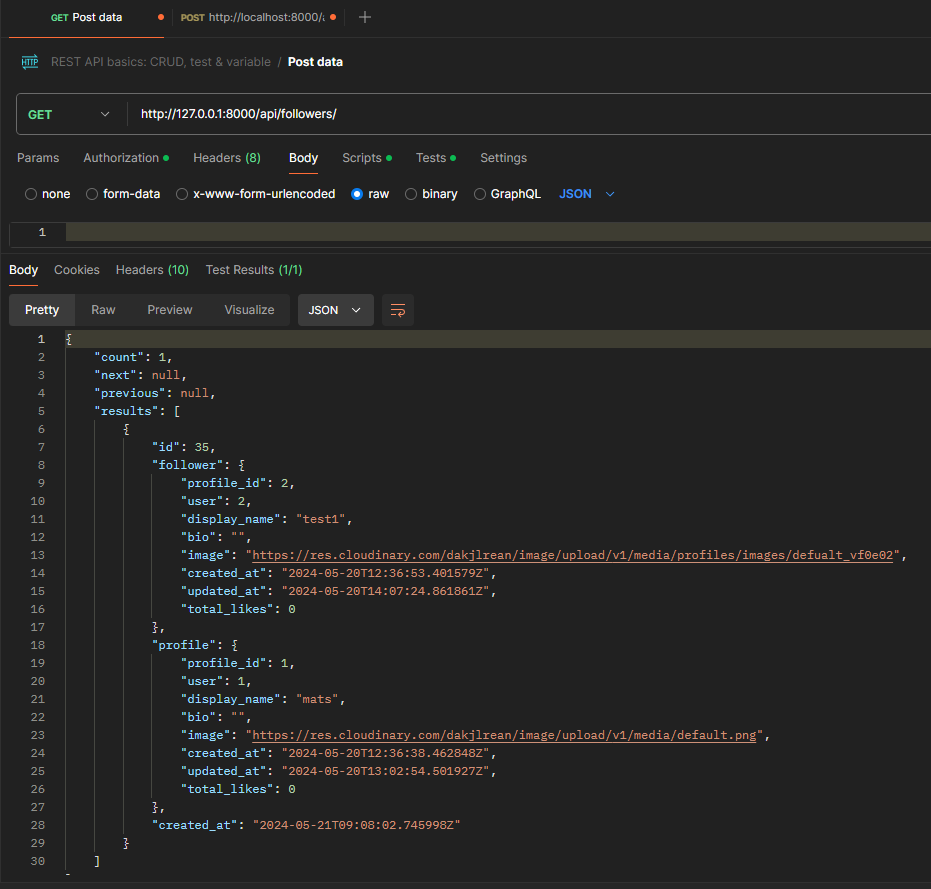 GET Post data
POST http://localhost:8000/a
HTTP REST API basics: CRUD, test & variable / Post data
GET http://127.0.0.1:8000/api/followers/
Params Authorization Headers (8) Body Scripts Tests Settings
none form-data x-www-form-urlencoded raw binary GraphQL JSON
1
Body Cookies Headers (10) Test Results (1/1)
Pretty Raw Preview Visualize JSON
1 {
2 "count": 1,
3 "next": null,
4 "previous": null,
5 "results": [
6 {
7 "id": 35,
8 "follower": {
9 "profile_id": 2,
10 "user": 2,
11 "display_name": "test1",
12 "bio": "",
13 "image": "https://res.cloudinary.com/dakjlrean/image/upload/v1/media/profiles/images/defualt_vf0e02",
14 "created_at": "2024-05-20T12:36:53.401579Z",
15 "updated_at": "2024-05-20T14:07:24.861861Z",
16 "total_likes": 0
17 },
18 "profile": {
19 "profile_id": 1,
20 "user": 1,
21 "display_name": "mats",
22 "bio": "",
23 "image": "https://res.cloudinary.com/dakjlrean/image/upload/v1/media/default.png",
24 "created_at": "2024-05-20T12:36:38.462848Z",
25 "updated_at": "2024-05-20T13:02:54.501927Z",
26 "total_likes": 0
27 },
28 "created_at": "2024-05-21T09:08:02.745998Z"
29 }
30 ]